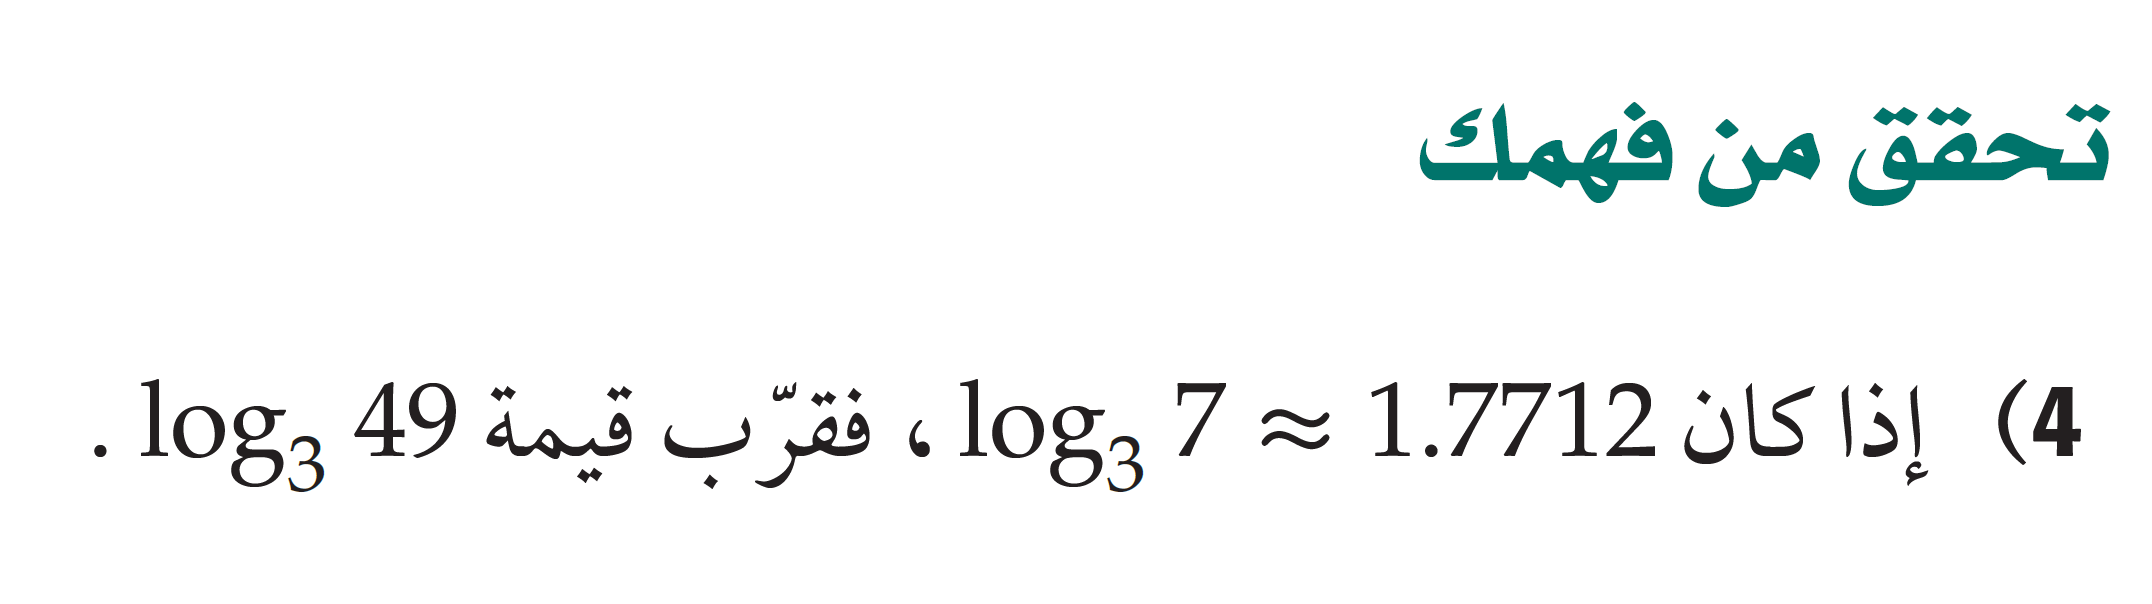 تحقق من فهمك
4) إذا كان log₃ 7 ≈ 1.7712 ، فقرّب قيمة log₃ 49 .